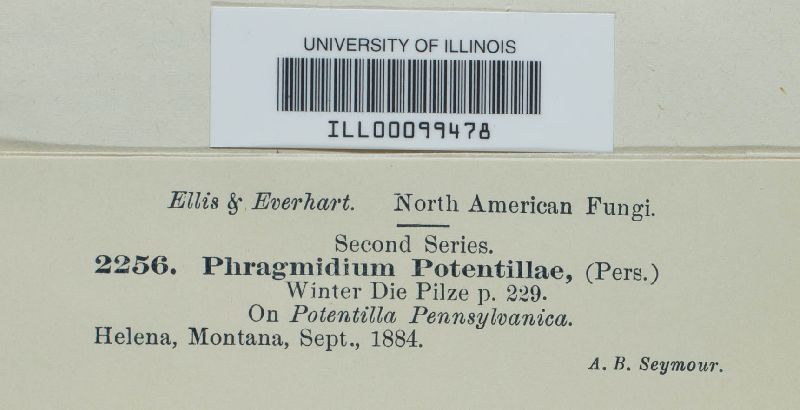 UNIVERSITY OF ILLINOIS
ILL00099478
Ellis & Everhart. North American Fungi.
Second Series.
2256. Phragmidium Potentillae, (Pers.)
Winter Die Pilze p. 229.
On Potentilla Pennsylvanica.
Helena, Montana, Sept., 1884.
A. B. Seymour.